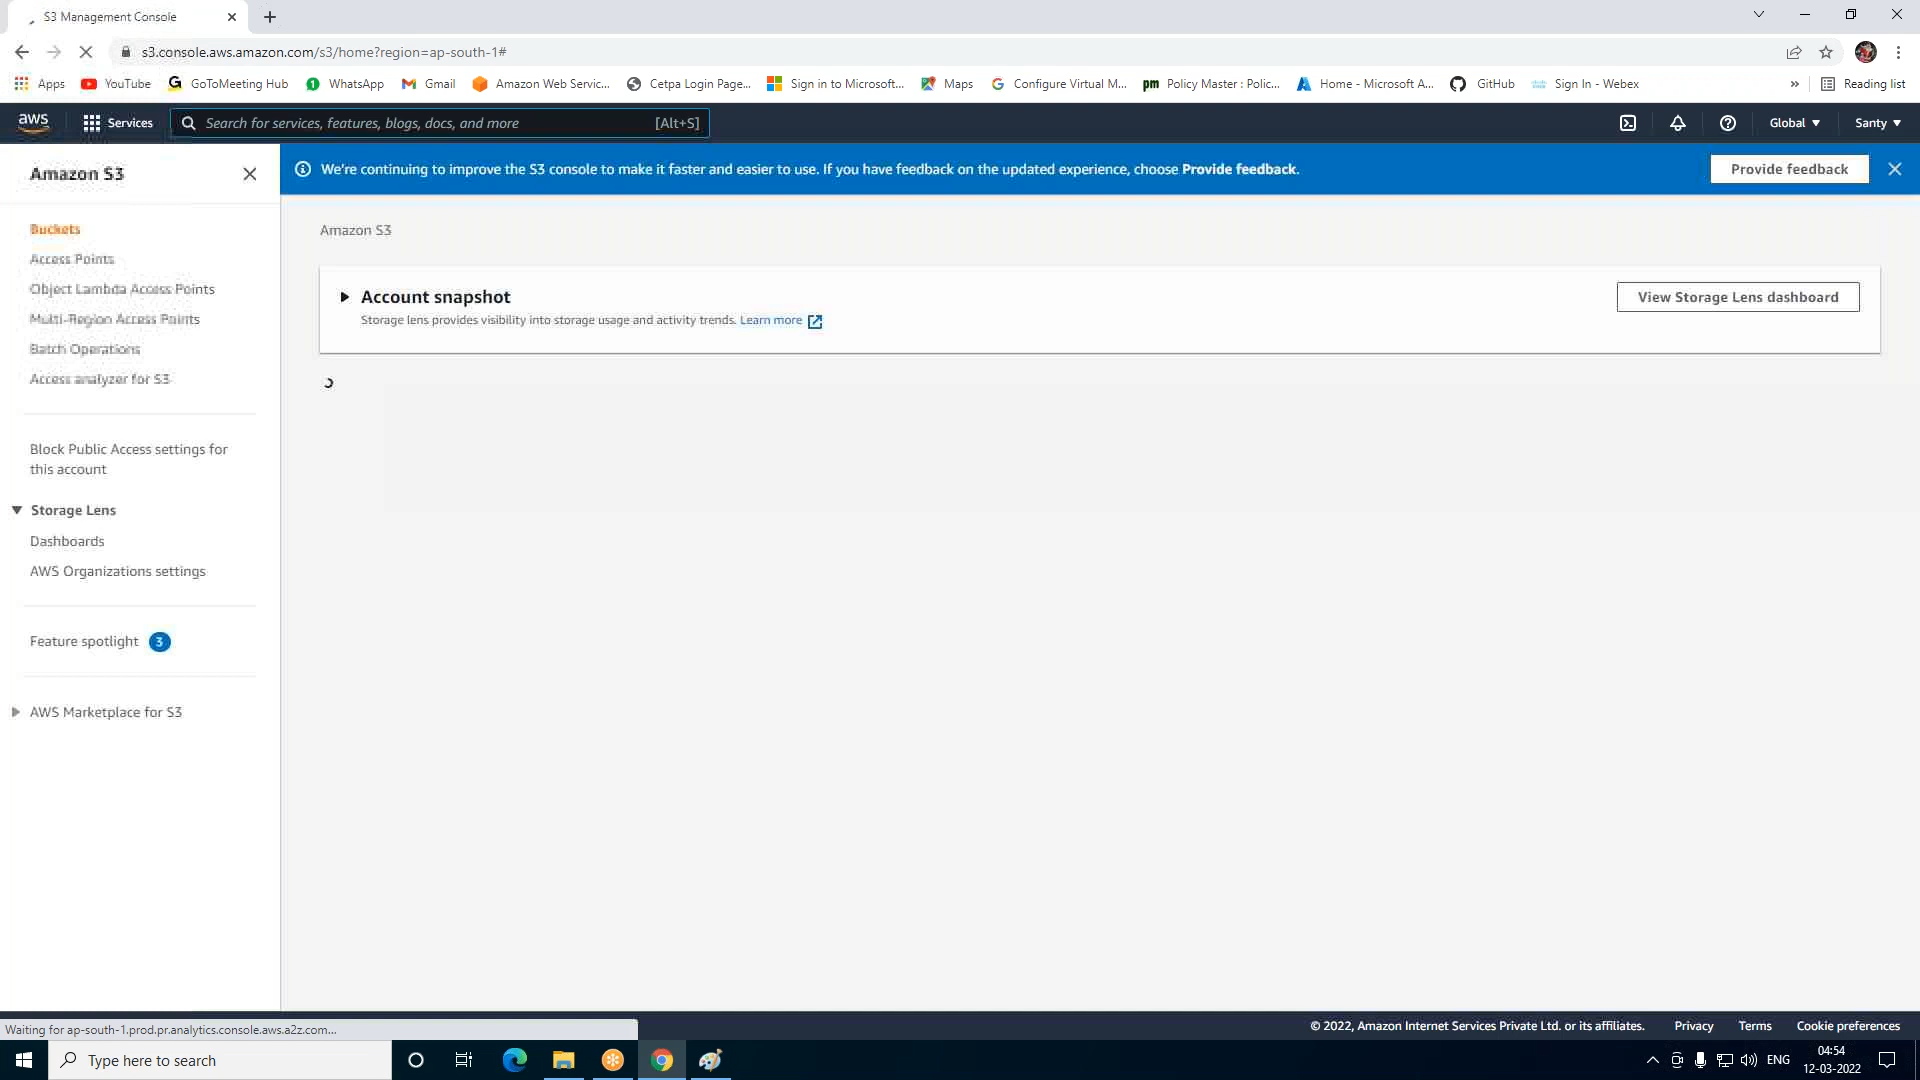 S3 Management Console
s3.console.aws.amazon.com/s3/home?region=ap-south-1#
Apps YouTube GoToMeeting Hub WhatsApp Gmail Amazon Web Servic... Cetpa Login Page... Sign in to Microsoft... Maps Configure Virtual M... pm Policy Master : Polic... Home - Microsoft A... GitHub Sign In - Webex » Reading list
aws Services Search for services, features, blogs, docs, and more [Alt+S] Global Santy
Amazon S3
We're continuing to improve the S3 console to make it faster and easier to use. If you have feedback on the updated experience, choose Provide feedback. Provide feedback
Buckets
Access Points
Object Lambda Access Points
Multi-Region Access Points
Batch Operations
Access analyzer for S3
Block Public Access settings for
this account
Storage Lens
Dashboards
AWS Organizations settings
Feature spotlight 3
AWS Marketplace for S3
Amazon S3
Account snapshot
Storage lens provides visibility into storage usage and activity trends. Learn more
View Storage Lens dashboard
Waiting for ap-south-1.prod.pr.analytics.console.aws.a2z.com...
© 2022, Amazon Internet Services Private Ltd. or its affiliates. Privacy Terms Cookie preferences
Type here to search
ENG
04:54
12-03-2022